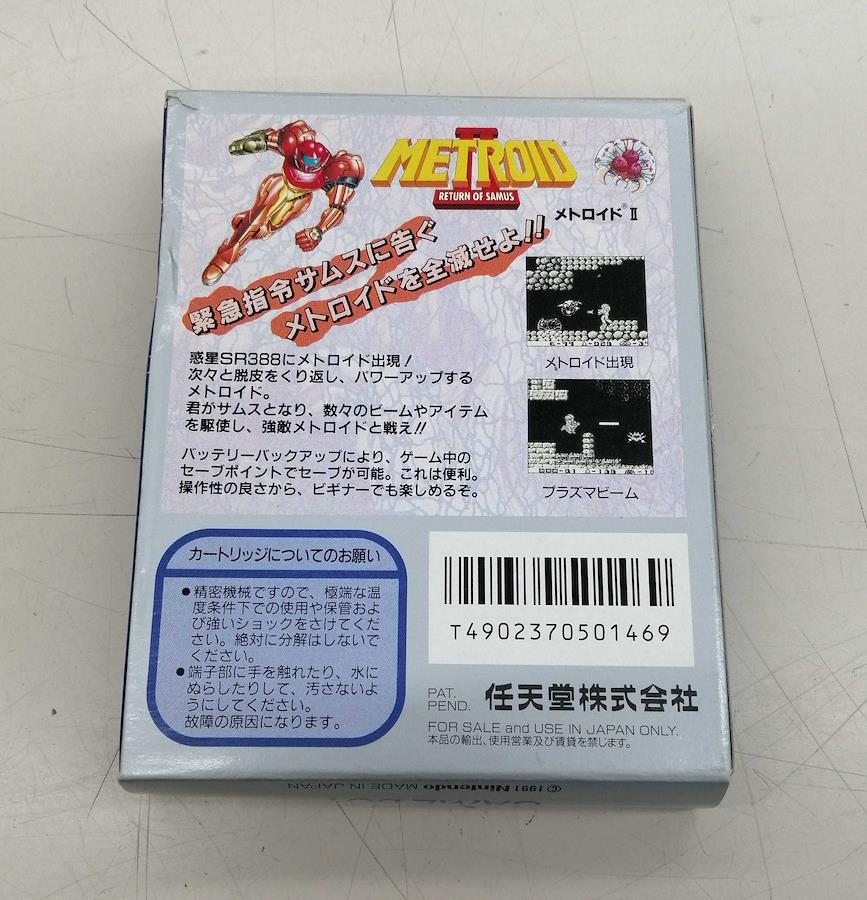 METROID II
RETURN OF SAMUS
メトロイド® II
緊急指令サムスに告ぐ
メトロイドを全滅せよ!!
惑星SR388にメトロイド出現!
次々と脱皮をくり返し、パワーアップする
メトロイド。
君がサムスとなり、数々のビームやアイテム
を駆使し、強敵メトロイドと戦え!!
バッテリーバックアップにより、ゲーム中の
セーブポイントでセーブが可能。これは便利。
操作性の良さから、ビギナーでも楽しめるぞ。
メトロイド出現
プラズマビーム
カートリッジについてのお願い
●精密機械ですので、極端な温
度条件下での使用や保管およ
び強いショックをさけてくだ
さい。絶対に分解はしないで
ください。
●端子部に手を触れたり、水に
ぬらしたりして、汚さないよ
うにしてください。
故障の原因になります。
T4902370501469
PAT.
PEND.
任天堂株式会社
FOR SALE and USE IN JAPAN ONLY.
本品の輸出、使用営業及び賃貸を禁じます。
© 1991 Nintendo MADE IN JAPAN